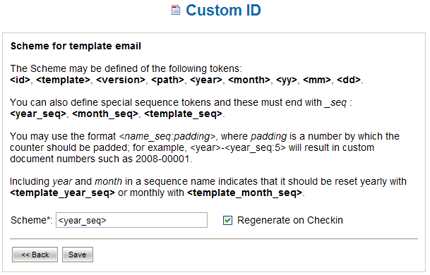 Custom ID
Scheme for template email
The Scheme may be defined of the following tokens:
<id>, <template>, <version>, <path>, <year>, <month>, <yy>, <mm>, <dd>.
You can also define special sequence tokens and these must end with _seq :
<year_seq>, <month_seq>, <template_seq>.
You may use the format <name_seq:padding>, where padding is a number by which the
counter should be padded; for example, <year>-<year_seq:5> will result in custom
document numbers such as 2008-00001.
Including year and month in a sequence name indicates that it should be reset yearly with
<template_year_seq> or monthly with <template_month_seq>.
Scheme*: <year_seq> Regenerate on Checkin
<< Back Save